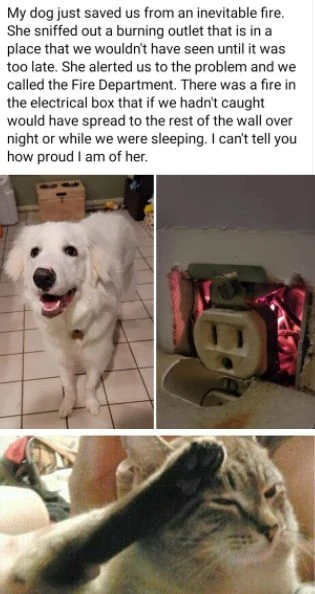 My dog just saved us from an inevitable fire.
She sniffed out a burning outlet that is in a
place that we wouldn't have seen until it was
too late. She alerted us to the problem and we
called the Fire Department. There was a fire in
the electrical box that if we hadn't caught
would have spread to the rest of the wall over
night or while we were sleeping. I can't tell you
how proud I am of her.